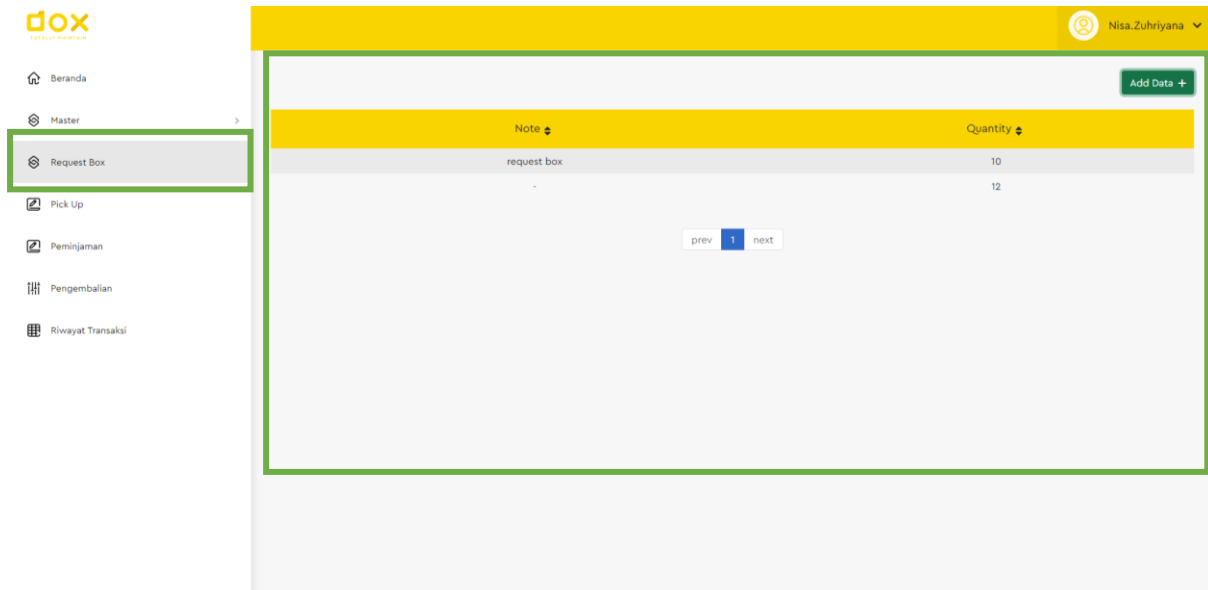 dox
Nisa.Zuhriyana
Beranda
Master
Request Box
Pick Up
Peminjaman
Pengembalian
Riwayat Transaksi
Add Data +
Note Quantity
request box 10
- 12
prev 1 next